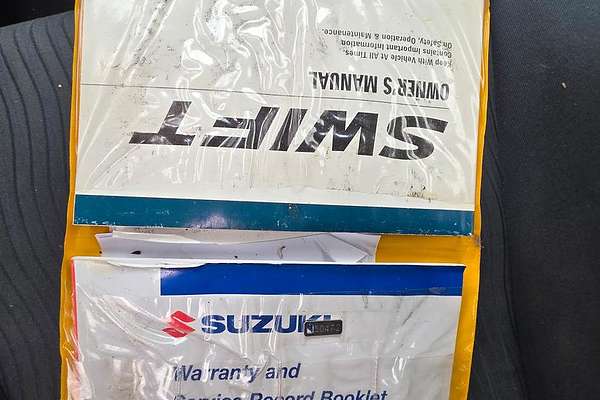 SWIFT
OWNER'S MANUAL
Keep With Vehicle At All Times.
Contains Important Information
On Safety, Operation & Maintenance.
SUZUKI
Warranty and
Service Record Booklet